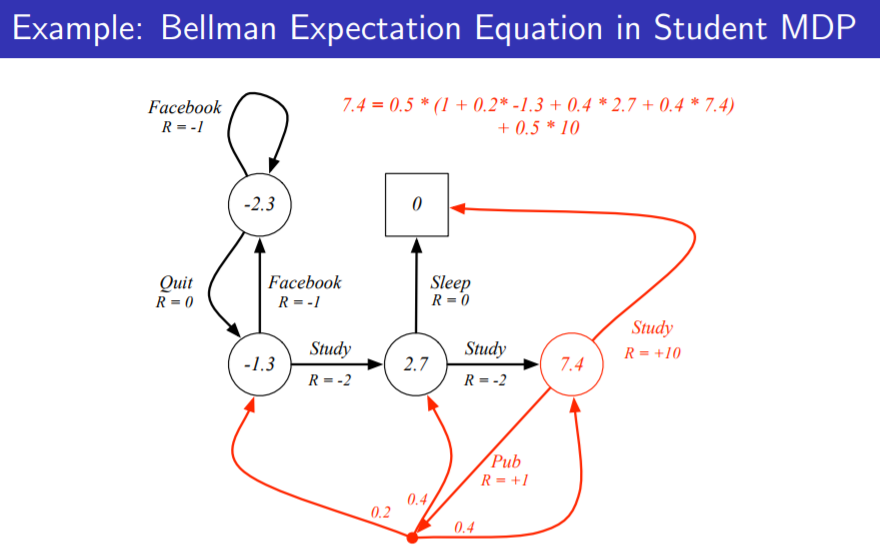 Example: Bellman Expectation Equation in Student MDP
Facebook
R = -1
7.4 = 0.5 * (1 + 0.2* -1.3 + 0.4 * 2.7 + 0.4 * 7.4)
+ 0.5 * 10
-2.3
0
Quit
R = 0
Facebook
R = -1
Sleep
R = 0
Study
R = +10
-1.3
Study
R = -2
2.7
Study
R = -2
7.4
Pub
R = +1
0.4
0.2
0.4